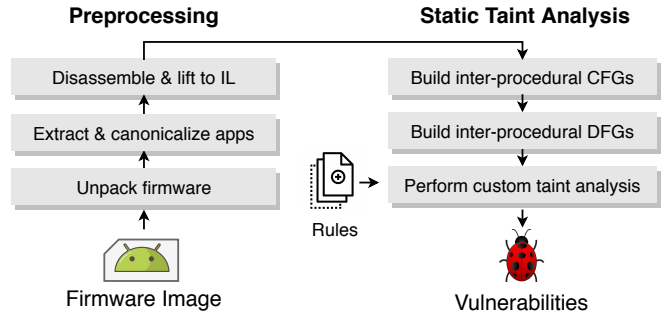 Preprocessing
Static Taint Analysis
Disassemble & lift to IL
Extract & canonicalize apps
Unpack firmware
Firmware Image
Build inter-procedural CFGs
Build inter-procedural DFGs
Perform custom taint analysis
Rules
Vulnerabilities